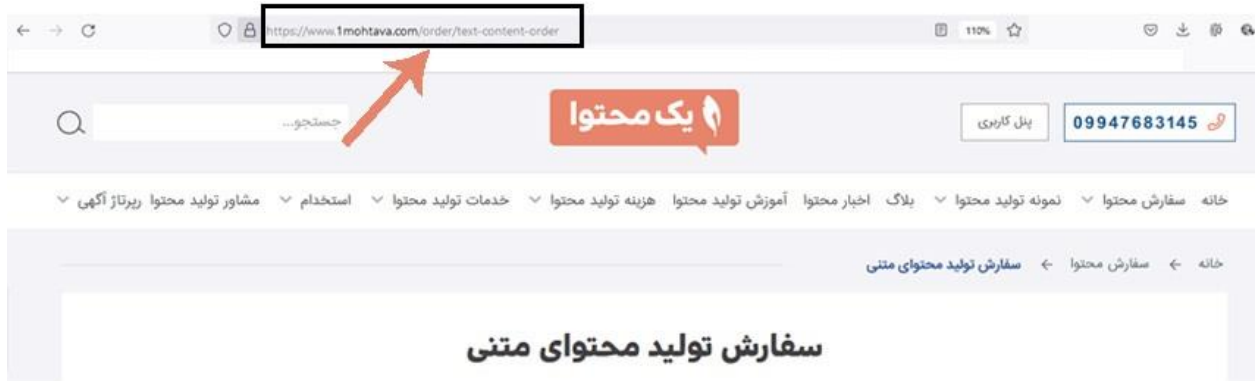 https://www.1mohtava.com/order/text-content-order
110%
09947683145
پنل کاربری
یک محتوا
جستجو...
خانه سفارش محتوا نمونه تولید محتوا بلاگ اخبار محتوا آموزش تولید محتوا هزینه تولید محتوا خدمات تولید محتوا استخدام مشاور تولید محتوا رپرتاژ آگهی
خانه ← سفارش محتوا ← سفارش تولید محتوای متنی
سفارش تولید محتوای متنی